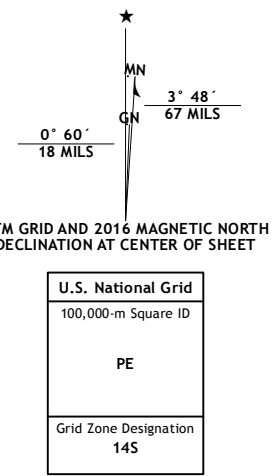 ★
MN
3° 48´
67 MILS
GN
0° 60´
18 MILS
TM GRID AND 2016 MAGNETIC NORTH
DECLINATION AT CENTER OF SHEET
U.S. National Grid
100,000-m Square ID
PE
Grid Zone Designation
14S